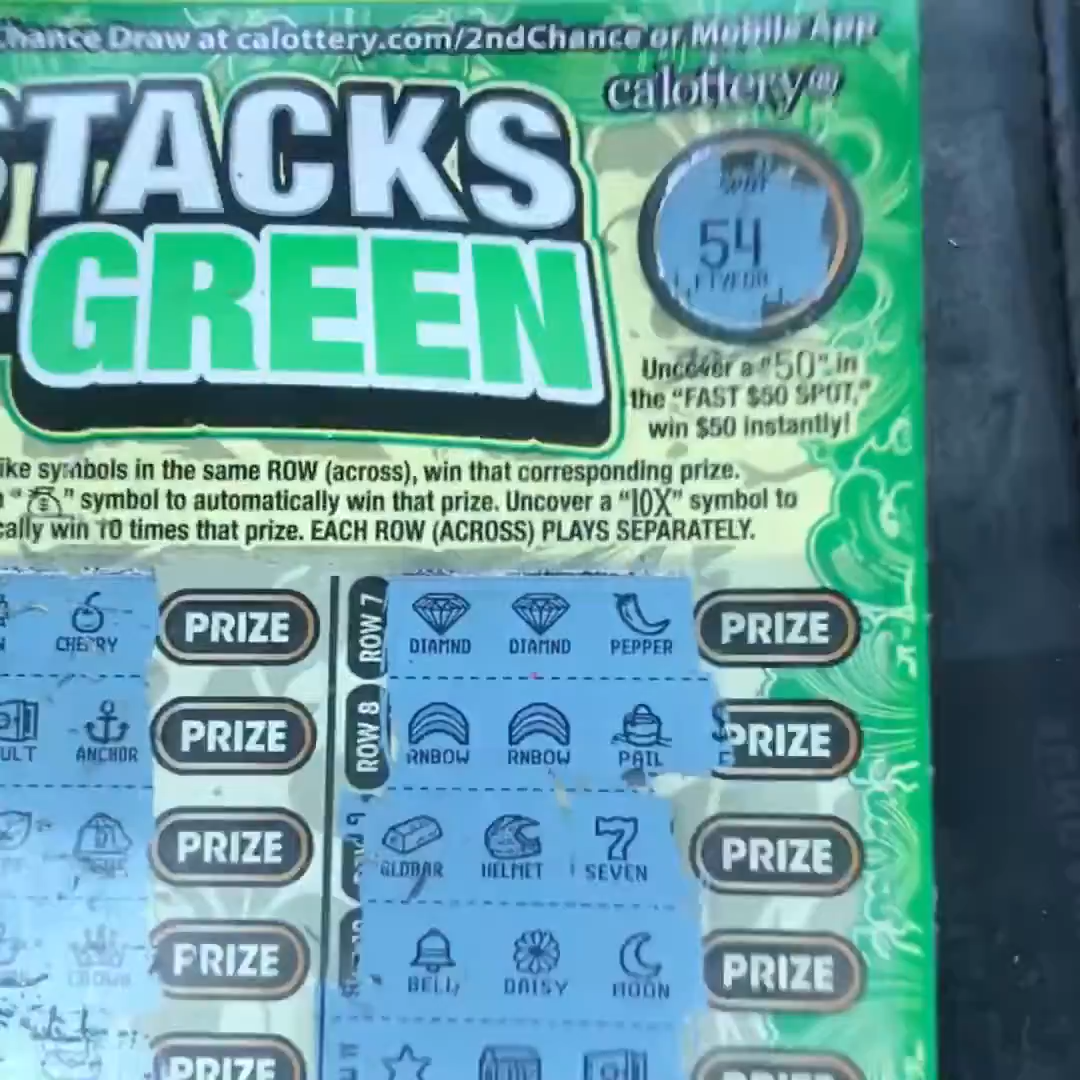 Chance Draw at calottery.com/2ndChance or Mobile App
calottery
STACKS
GREEN
54
Uncover a "50" in
the "FAST $50 SPOT,"
win $50 instantly!
like symbols in the same ROW (across), win that corresponding prize.
" " symbol to automatically win that prize. Uncover a "10X" symbol to
cally win 10 times that prize. EACH ROW (ACROSS) PLAYS SEPARATELY.
CHERRY PRIZE ROW 7 DIAMND DIAMND PEPPER PRIZE
ULT ANCHOR PRIZE ROW 8 RNBOW RNBOW PAIL PRIZE
PRIZE GLDBAR HELMET 7 SEVEN PRIZE
CROWN PRIZE BELL DAISY MOON PRIZE
PRIZE